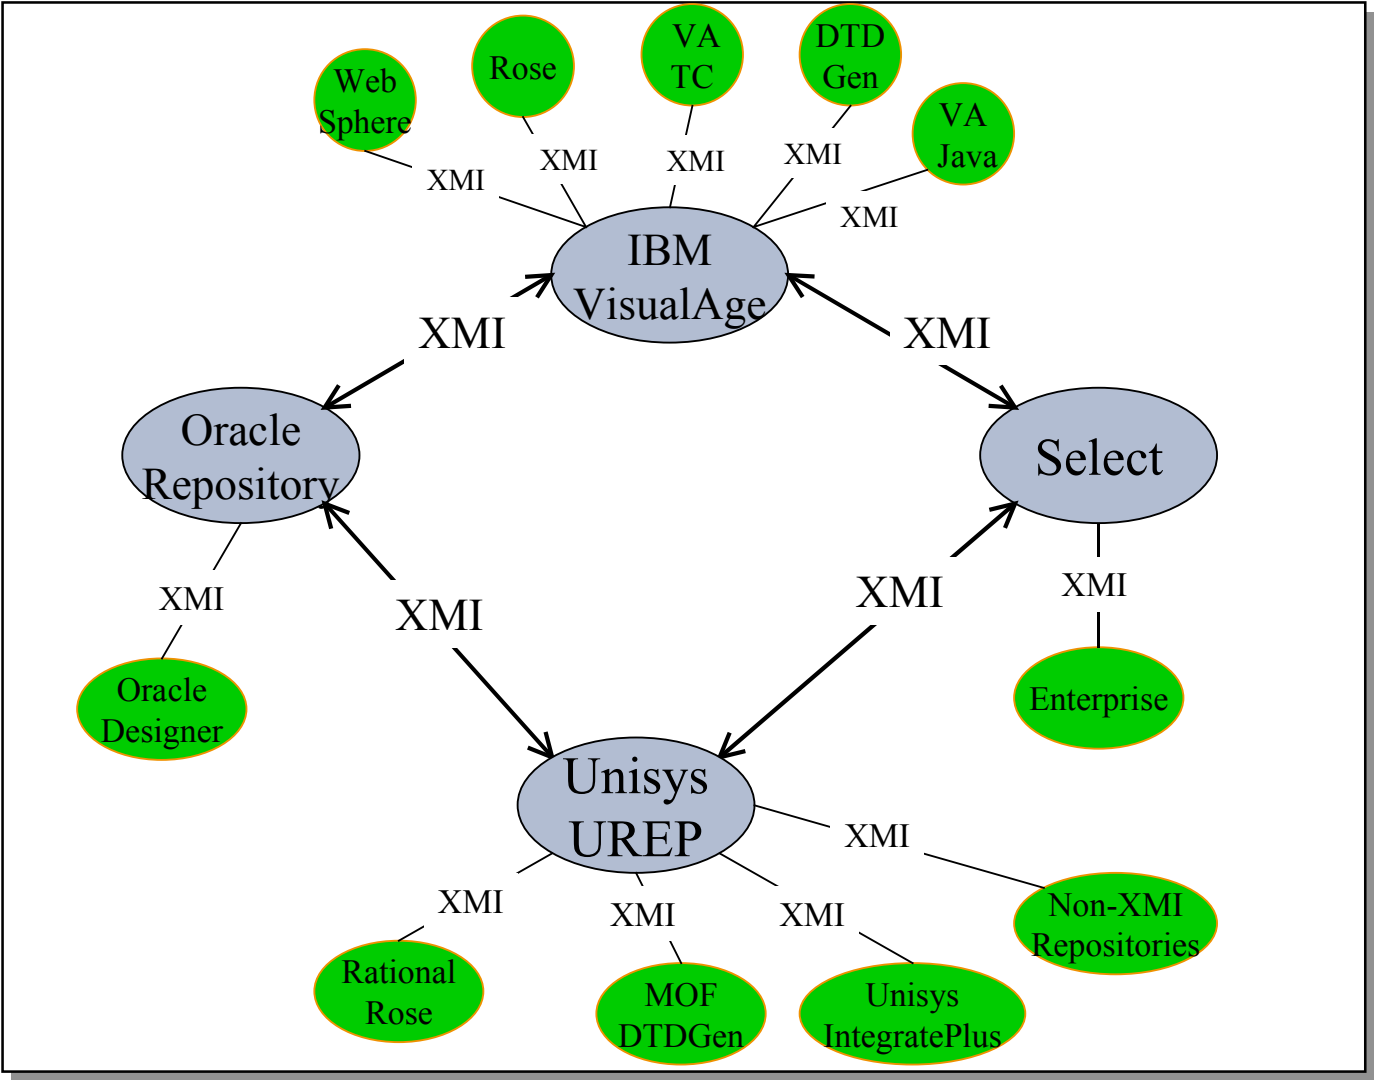 Web
Sphere
Rose
VA
TC
DTD
Gen
VA
Java
XMI
XMI
XMI
XMI
XMI
IBM
VisualAge
XMI
XMI
Oracle
Repository
Select
XMI
XMI
XMI
XMI
Oracle
Designer
Enterprise
Unisys
UREP
XMI
XMI
XMI
XMI
Rational
Rose
MOF
DTDGen
Unisys
IntegratePlus
Non-XMI
Repositories